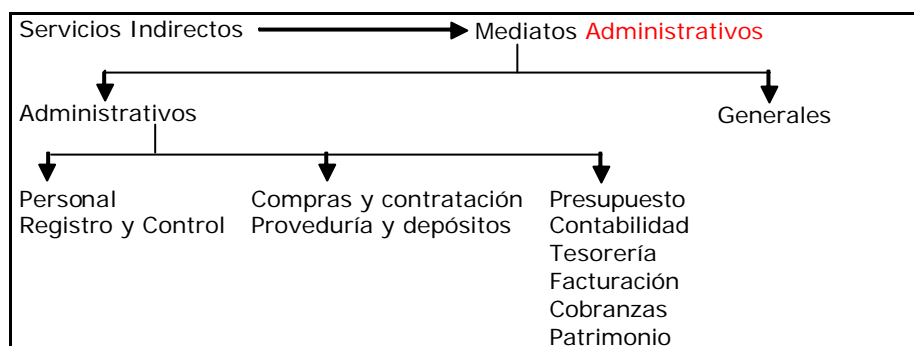 Servicios Indirectos Mediatos Administrativos
Administrativos Generales
Personal Compras y contratación Presupuesto
Registro y Control Proveduría y depósitos Contabilidad
Tesorería
Facturación
Cobranzas
Patrimonio